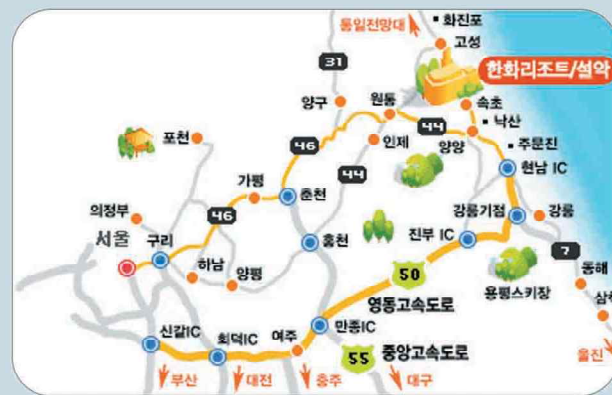 통일전망대
화진포
고성
한화리조트/설악
31
양구
원통
속초
44
낙산
포천
46
인제
양양
주문진
현남 IC
가평
춘천
44
의정부
46
강릉기점
강릉
서울
구리
홍천
진부 IC
7
하남
양평
50
동해
영동고속도로
용평스키장
신갈IC
회덕IC
여주
만종IC
55
중앙고속도로
울진
부산
대전
충주
대구